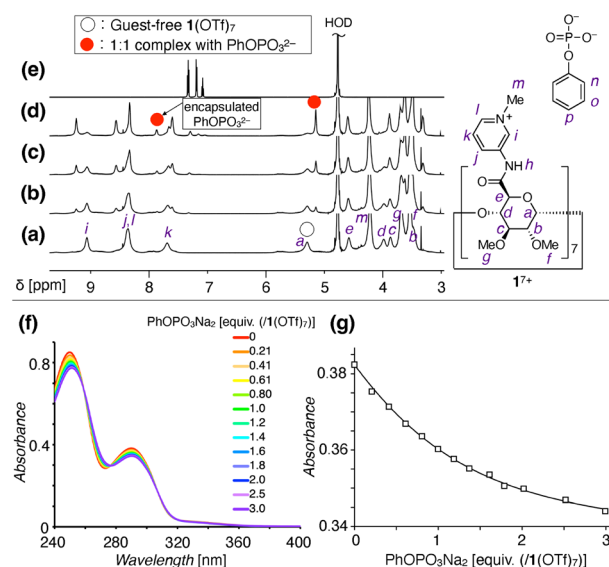 : Guest-free 1(OTf)₇
: 1:1 complex with PhOPO₃²⁻
HOD
(e)
(d)
encapsulated
PhOPO₃²⁻
(c)
(b)
(a)
i
j,l
k
a
e
m
d
g
c
f
b
δ [ppm]
9 8 7 6 5 4 3
O⁻
O=P-O⁻
O
m
n
o
p
CH₃
l
N⁺
k
i
j
NH
h
O
e
O
d
a
O
c
b
MeO
OMe
g
f
7
1⁷⁺
(f)
PhOPO₃Na₂ [equiv. (/1(OTf)₇)]
0
0.21
0.41
0.61
0.80
1.0
1.2
1.4
1.6
1.8
2.0
2.5
3.0
Absorbance
0.8
0.4
0
240 280 320 360 400
Wavelength [nm]
(g)
Absorbance
0.38
0.36
0.34
0 1 2 3
PhOPO₃Na₂ [equiv. (/1(OTf)₇)]